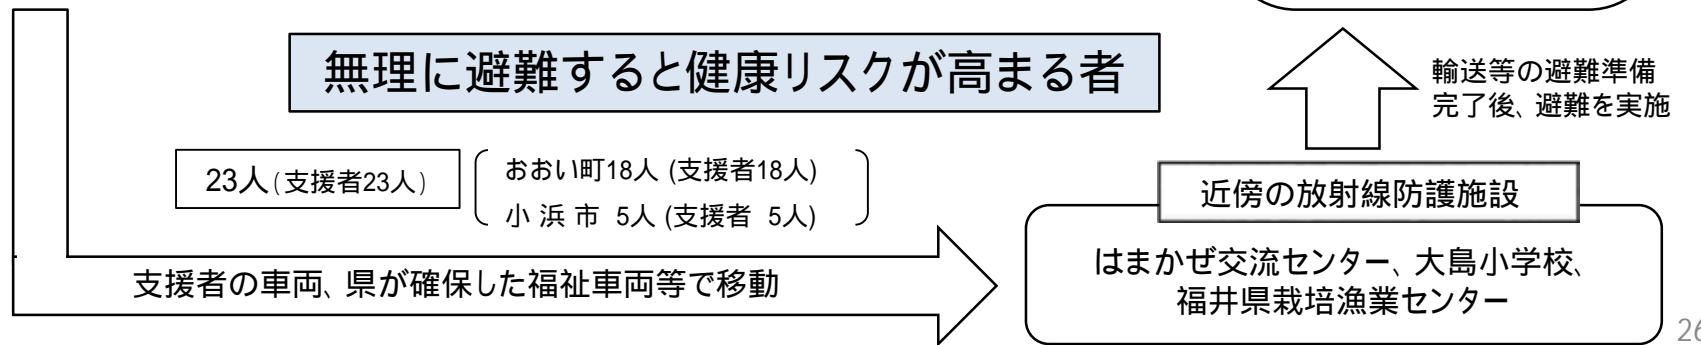 無理に避難すると健康リスクが高まる者
輸送等の避難準備
完了後、避難を実施
23人(支援者23人)
おおい町18人 (支援者18人)
小 浜 市 5人 (支援者 5人)
近傍の放射線防護施設
支援者の車両、県が確保した福祉車両等で移動
はまかぜ交流センター、大島小学校、
福井県栽培漁業センター
26